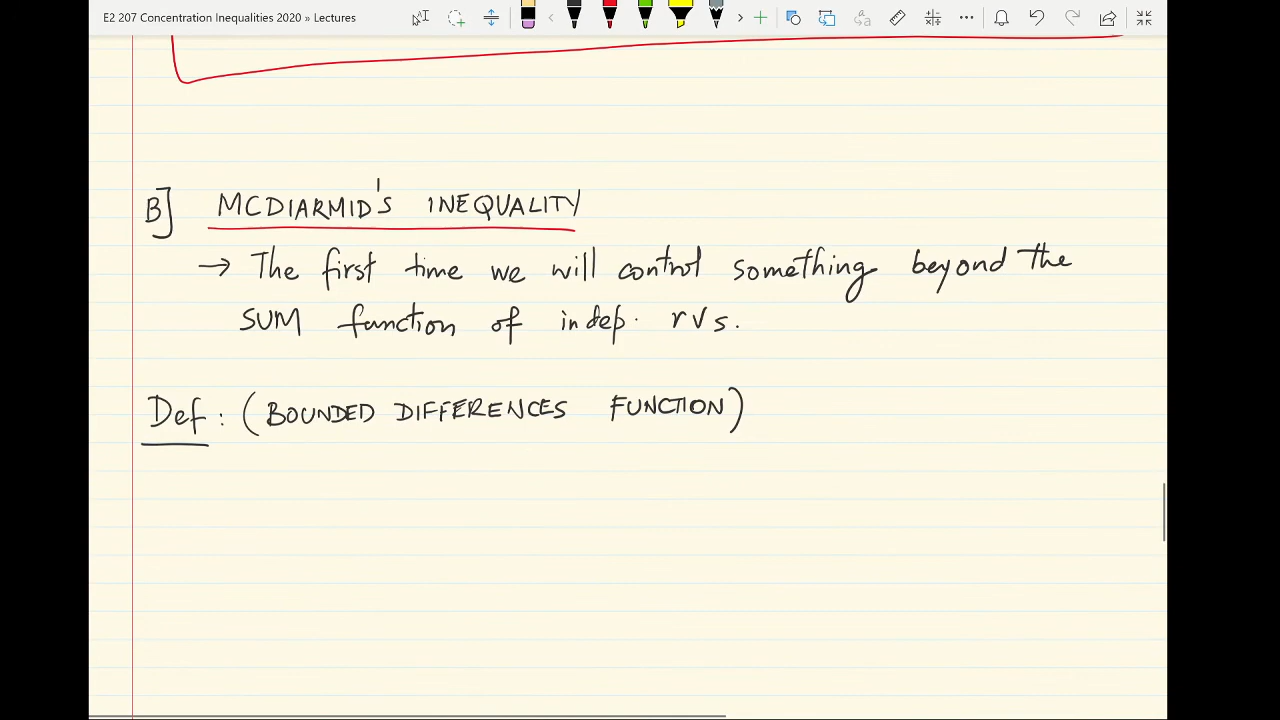 E2 207 Concentration Inequalities 2020 » Lectures
B] MCDIARMID'S INEQUALITY
→ The first time we will control something beyond the
SUM function of indep. rvs.
Def: (BOUNDED DIFFERENCES FUNCTION)